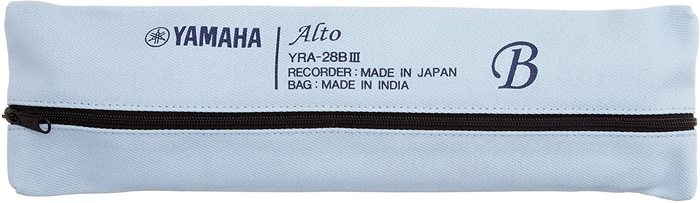 YAMAHA
Alto
YRA-28BⅢ
RECORDER: MADE IN JAPAN
BAG: MADE IN INDIA
B